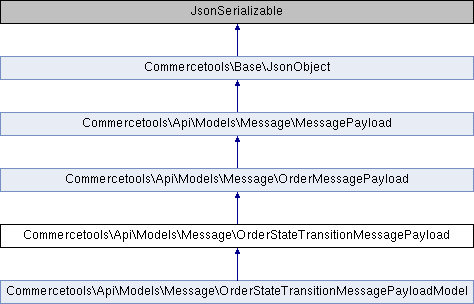 JsonSerializable
Commercetools\Base\JsonObject
Commercetools\Api\Models\Message\MessagePayload
Commercetools\Api\Models\Message\OrderMessagePayload
Commercetools\Api\Models\Message\OrderStateTransitionMessagePayload
Commercetools\Api\Models\Message\OrderStateTransitionMessagePayloadModel